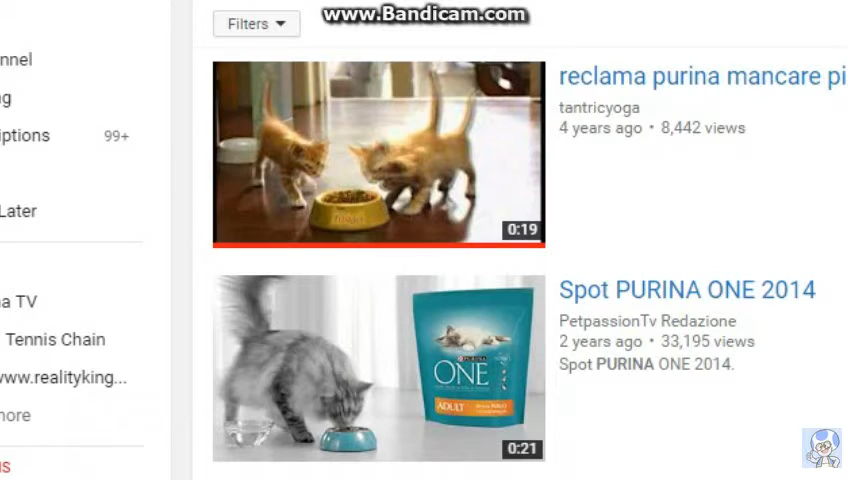 www.Bandicam.com
Filters
nnel
ng
iptions 99+
Later
a TV
Tennis Chain
www.realityking...
more
reclama purina mancare pi
tantricyoga
4 years ago • 8,442 views
0:19
Spot PURINA ONE 2014
PetpassionTv Redazione
2 years ago • 33,195 views
Spot PURINA ONE 2014.
PURINA
ONE
ADULT
0:21